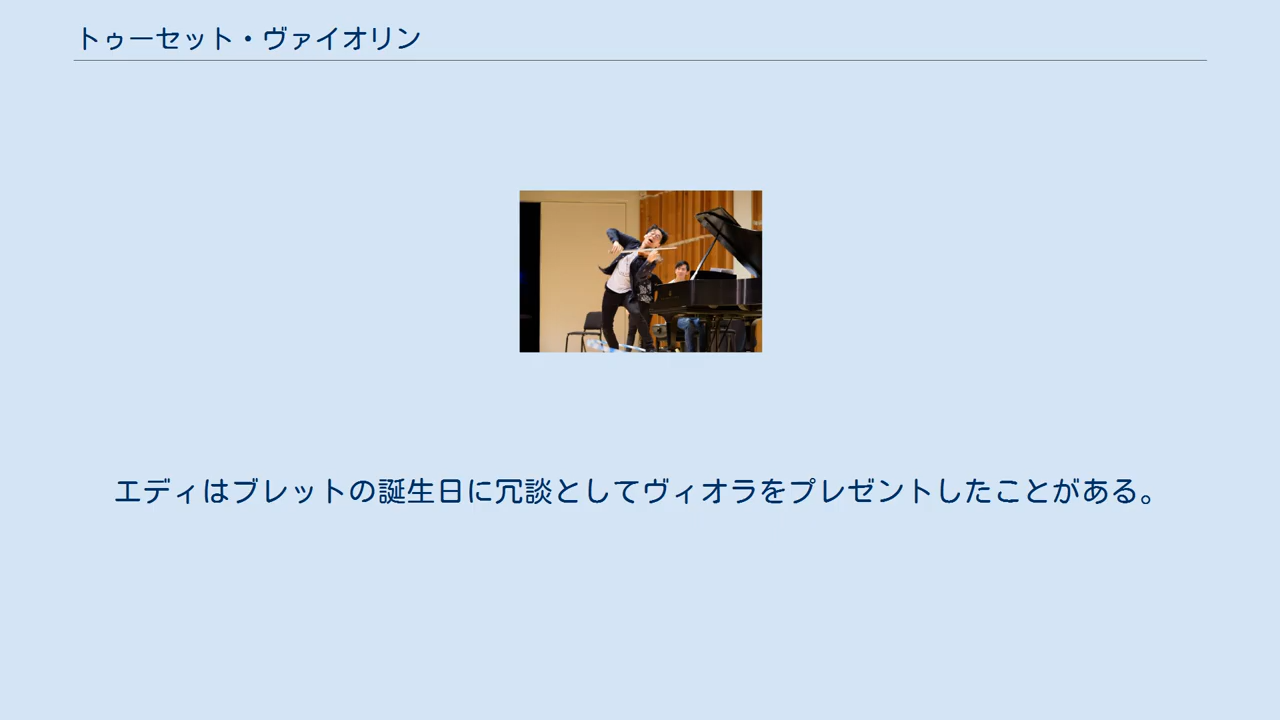 トゥーセット・ヴァイオリン
エディはブレットの誕生日に冗談としてヴィオラをプレゼントしたことがある。